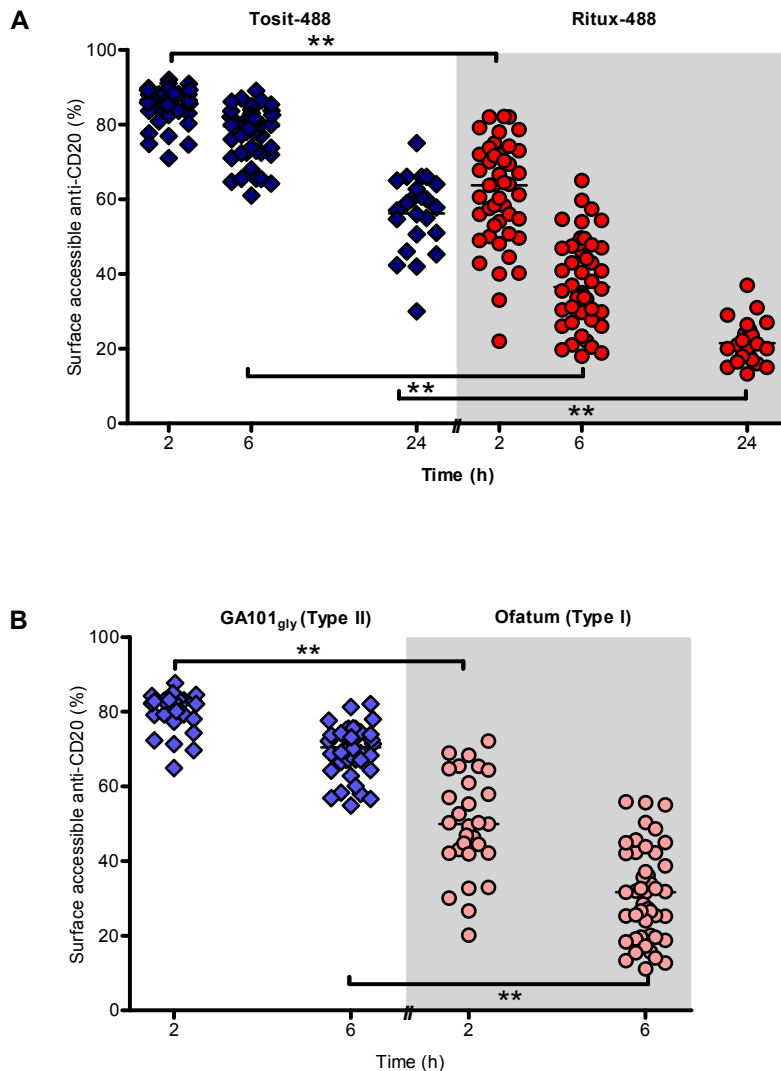 A
Tosit-488 Ritux-488
Surface accessible anti-CD20 (%)
100
80
60
40
20
0
**
**
**
2 6 24 // 2 6 24
Time (h)
B
GA101gly (Type II) Ofatum (Type I)
Surface accessible anti-CD20 (%)
100
80
60
40
20
0
**
**
2 6 // 2 6
Time (h)